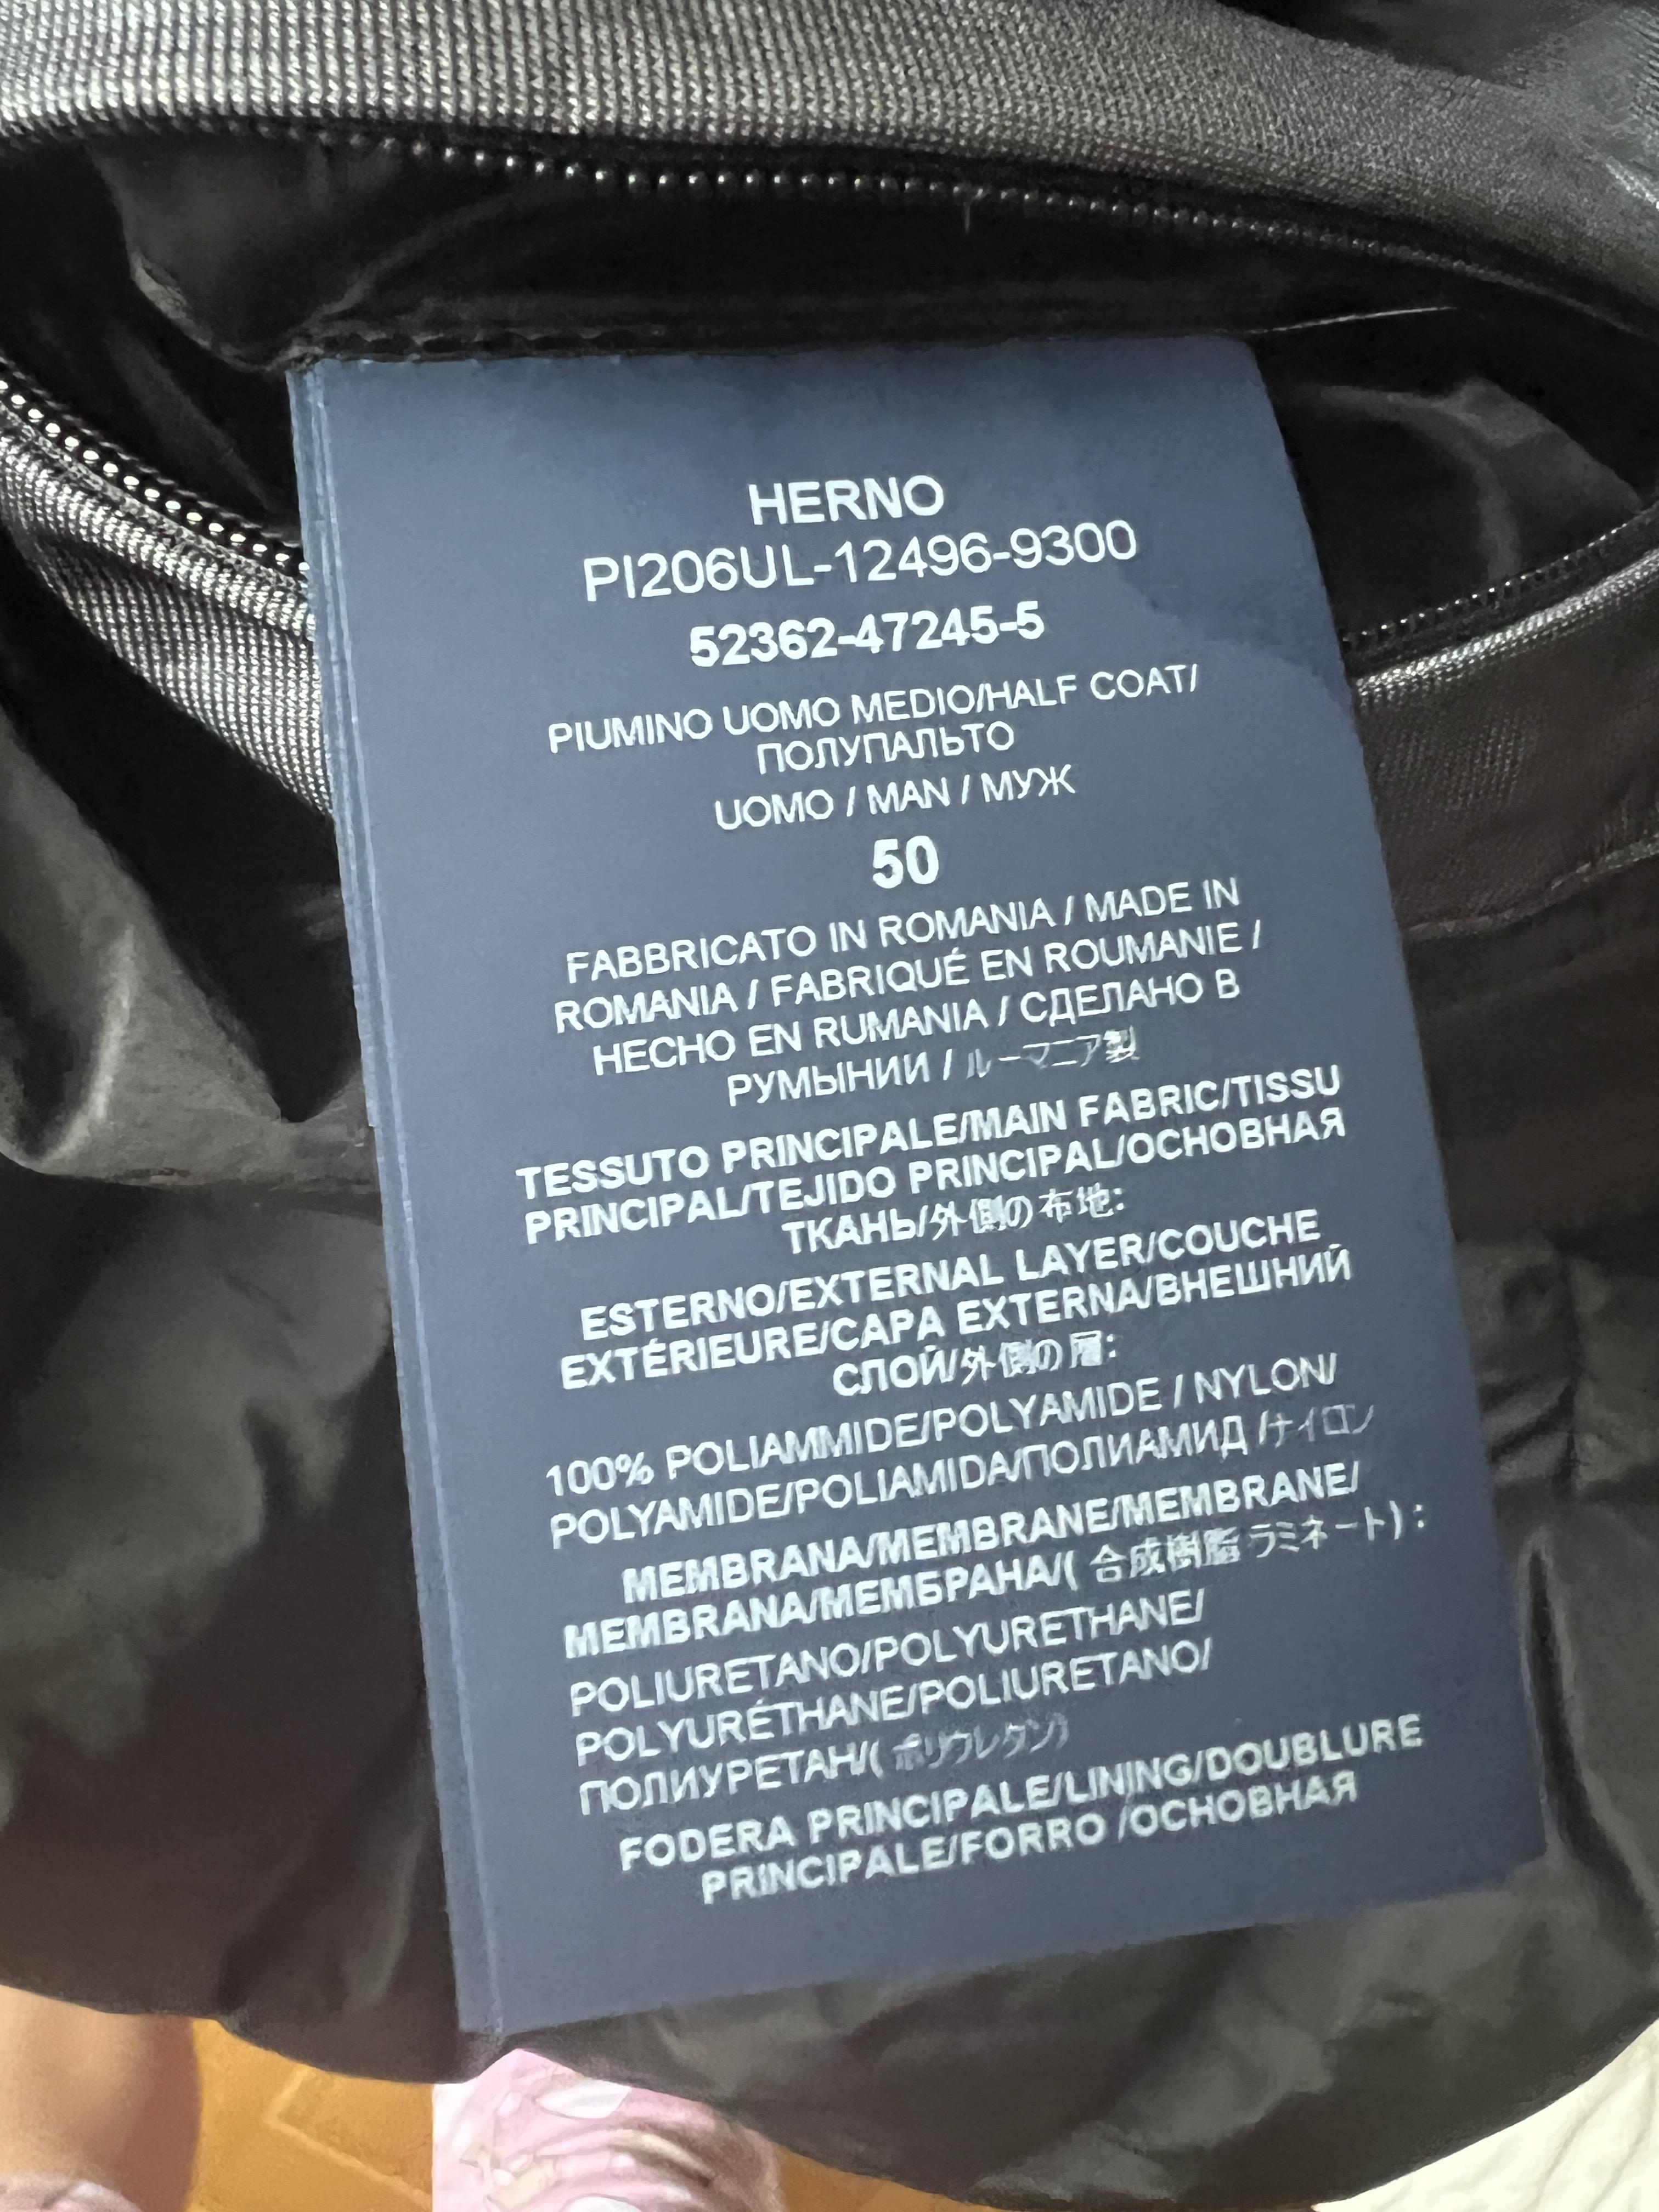 HERNO
PI206UL-12496-9300
52362-47245-5
PIUMINO UOMO MEDIO/HALF COAT/
ПОЛУПАЛЬТО
UOMO / MAN / МУЖ
50
FABBRICATO IN ROMANIA / MADE IN
ROMANIA / FABRIQUÉ EN ROUMANIE /
HECHO EN RUMANIA / СДЕЛАНО В
РУМЫНИИ / ルーマニア製
TESSUTO PRINCIPALE/MAIN FABRIC/TISSU
PRINCIPAL/TEJIDO PRINCIPAL/ОСНОВНАЯ
ТКАНЬ/外側の布地:
ESTERNO/EXTERNAL LAYER/COUCHE
EXTÉRIEURE/CAPA EXTERNA/ВНЕШНИЙ
СЛОЙ/外側の層:
100% POLIAMMIDE/POLYAMIDE / NYLON/
POLYAMIDE/POLIAMIDA/ПОЛИАМИД /ナイロン
MEMBRANA/MEMBRANE/MEMBRANE/
MEMBRANA/МЕМБРАНА/( 合成樹脂ラミネート) :
POLIURETANO/POLYURETHANE/
POLYURÉTHANE/POLIURETANO/
ПОЛИУРЕТАН/( ポリウレタン)
FODERA PRINCIPALE/LINING/DOUBLURE
PRINCIPALE/FORRO /ОСНОВНАЯ